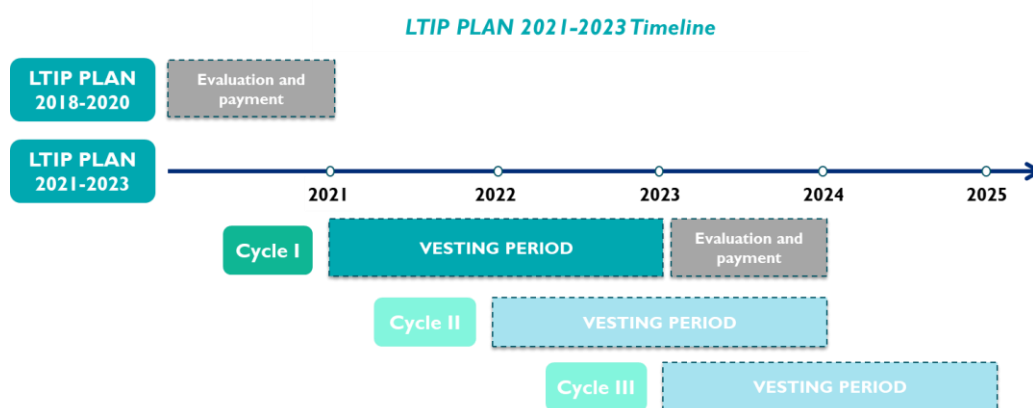 LTIP PLAN 2021-2023 Timeline
LTIP PLAN
2018-2020
Evaluation and
payment
LTIP PLAN
2021-2023
2021
2022
2023
2024
2025
Cycle I
VESTING PERIOD
Evaluation and
payment
Cycle II
VESTING PERIOD
Cycle III
VESTING PERIOD